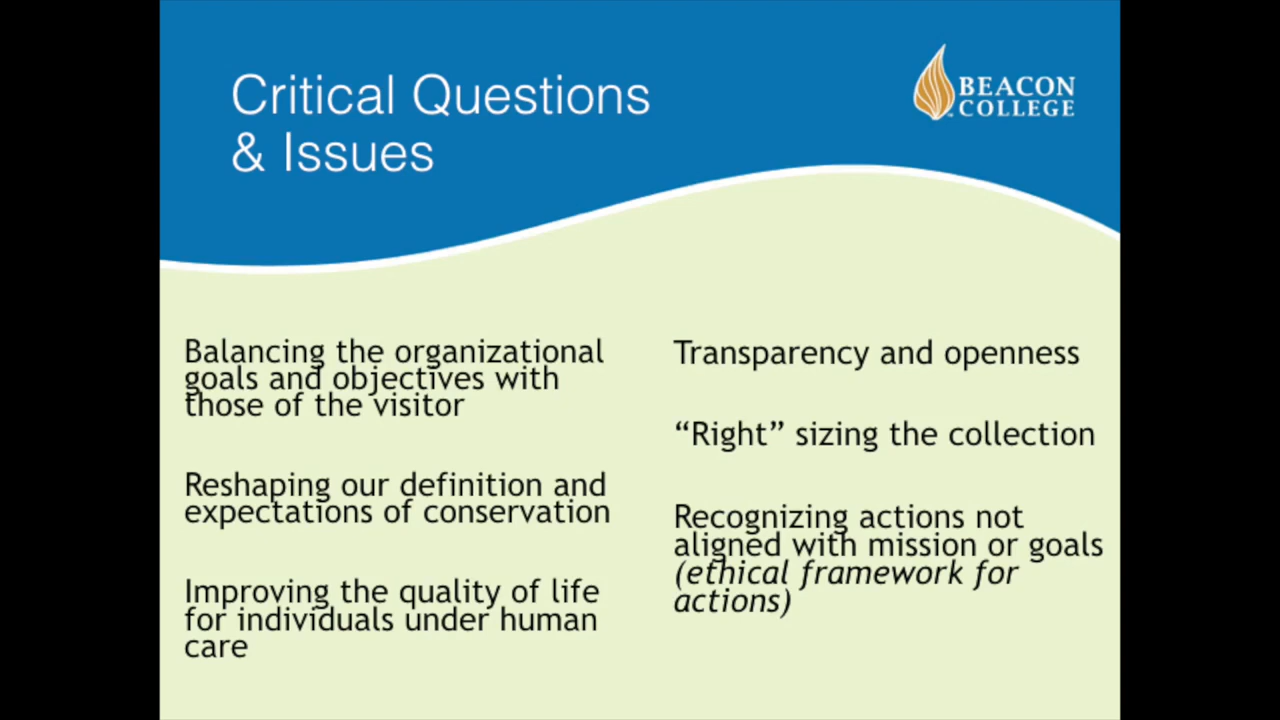 Critical Questions
& Issues
BEACON
COLLEGE
Balancing the organizational
goals and objectives with
those of the visitor
Reshaping our definition and
expectations of conservation
Improving the quality of life
for individuals under human
care
Transparency and openness
“Right” sizing the collection
Recognizing actions not
aligned with mission or goals
(ethical framework for
actions)